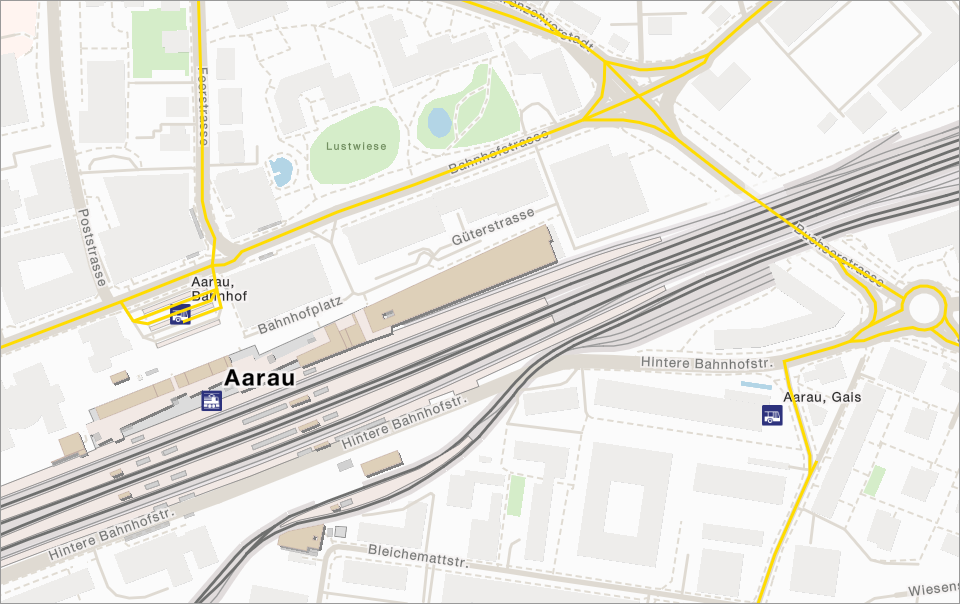 unzenvorstadt
Feerstrasse
Lustwiese
Bahnhofstrasse
Poststrasse
Güterstrasse
Buchserstrasse
Aarau,
Bahnhof
Bahnhofplatz
Aarau
Hintere Bahnhofstr.
Aarau, Gais
Hintere Bahnhofstr.
Hintere Bahnhofstr.
Bleichemattstr.
Wiesens